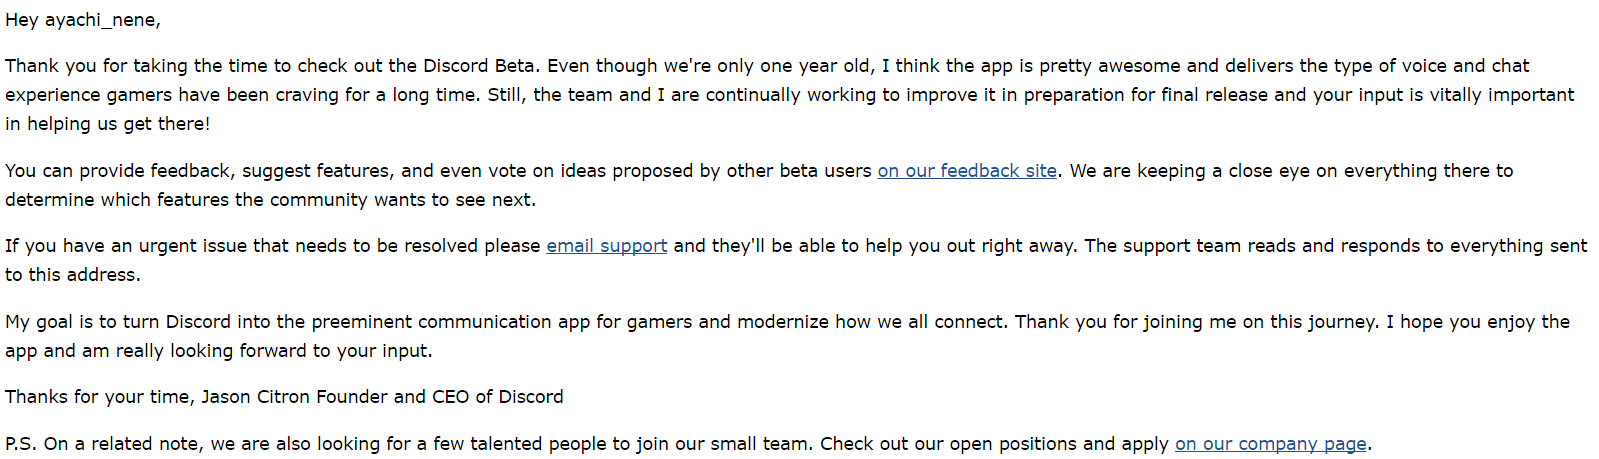 Hey ayachi_nene,
Thank you for taking the time to check out the Discord Beta. Even though we're only one year old, I think the app is pretty awesome and delivers the type of voice and chat
experience gamers have been craving for a long time. Still, the team and I are continually working to improve it in preparation for final release and your input is vitally important
in helping us get there!
You can provide feedback, suggest features, and even vote on ideas proposed by other beta users on our feedback site. We are keeping a close eye on everything there to
determine which features the community wants to see next.
If you have an urgent issue that needs to be resolved please email support and they'll be able to help you out right away. The support team reads and responds to everything sent
to this address.
My goal is to turn Discord into the preeminent communication app for gamers and modernize how we all connect. Thank you for joining me on this journey. I hope you enjoy the
app and am really looking forward to your input.
Thanks for your time, Jason Citron Founder and CEO of Discord
P.S. On a related note, we are also looking for a few talented people to join our small team. Check out our open positions and apply on our company page.